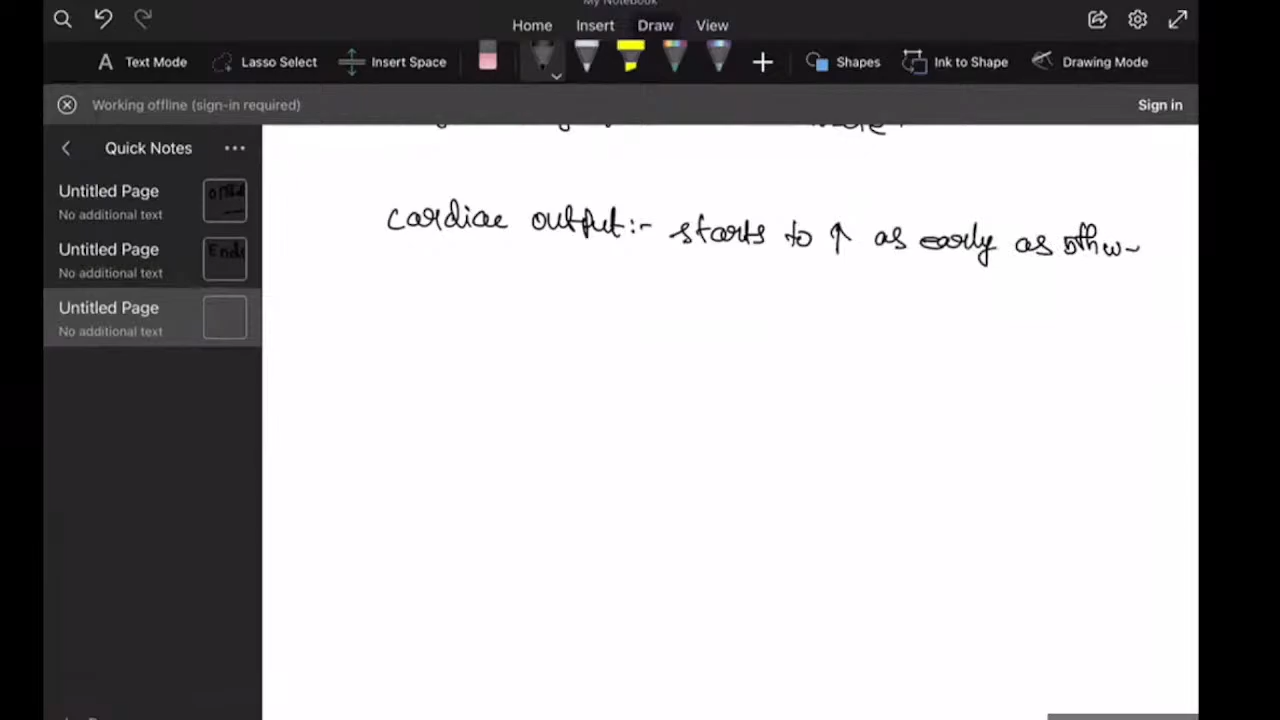 My Notebook
Home Insert Draw View
Text Mode Lasso Select Insert Space Shapes Ink to Shape Drawing Mode
Working offline (sign-in required) Sign in
Quick Notes
Untitled Page
No additional text
Untitled Page
No additional text
Untitled Page
No additional text
cardiac output:- starts to ↑ as early as 5th w-